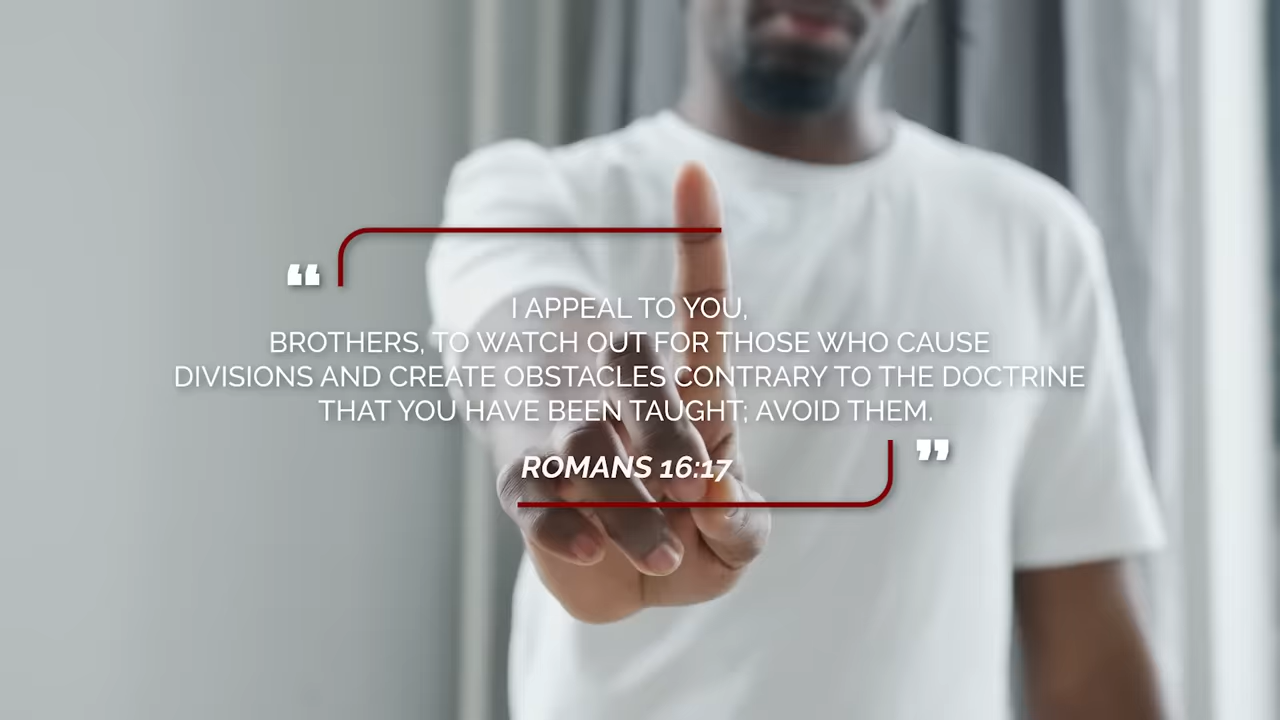 ❝
I APPEAL TO YOU,
BROTHERS, TO WATCH OUT FOR THOSE WHO CAUSE
DIVISIONS AND CREATE OBSTACLES CONTRARY TO THE DOCTRINE
THAT YOU HAVE BEEN TAUGHT; AVOID THEM.
❞
ROMANS 16:17